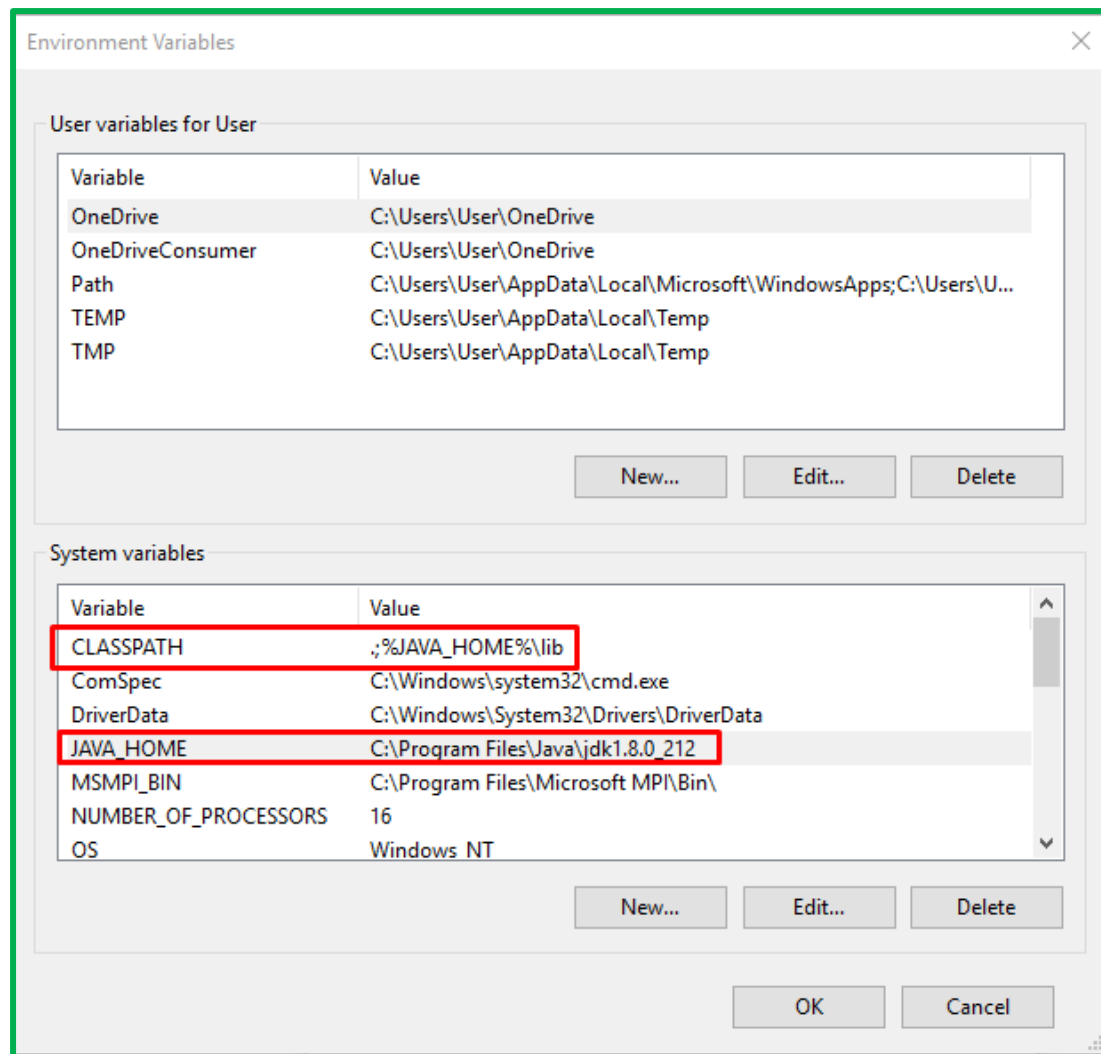 Environment Variables
User variables for User
Variable Value
OneDrive C:\Users\User\OneDrive
OneDriveConsumer C:\Users\User\OneDrive
Path C:\Users\User\AppData\Local\Microsoft\WindowsApps;C:\Users\U...
TEMP C:\Users\User\AppData\Local\Temp
TMP C:\Users\User\AppData\Local\Temp
New... Edit... Delete
System variables
Variable Value
CLASSPATH .;%JAVA_HOME%\lib
ComSpec C:\Windows\system32\cmd.exe
DriverData C:\Windows\System32\Drivers\DriverData
JAVA_HOME C:\Program Files\Java\jdk1.8.0_212
MSMPI_BIN C:\Program Files\Microsoft MPI\Bin\
NUMBER_OF_PROCESSORS 16
OS Windows NT
New... Edit... Delete
OK Cancel